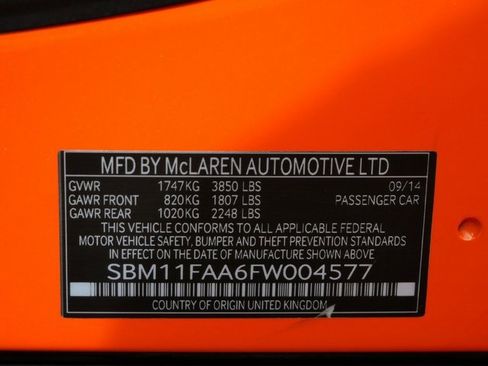 MFD BY McLAREN AUTOMOTIVE LTD
GVWR 1747KG 3850 LBS 09/14
GAWR FRONT 820KG 1807 LBS PASSENGER CAR
GAWR REAR 1020KG 2248 LBS
THIS VEHICLE CONFORMS TO ALL APPLICABLE FEDERAL
MOTOR VEHICLE SAFETY, BUMPER AND THEFT PREVENTION STANDARDS
IN EFFECT ON THE DATE OF MANUFACTURE SHOWN ABOVE
SBM11FAA6FW004577
COUNTRY OF ORIGIN UNITED KINGDOM